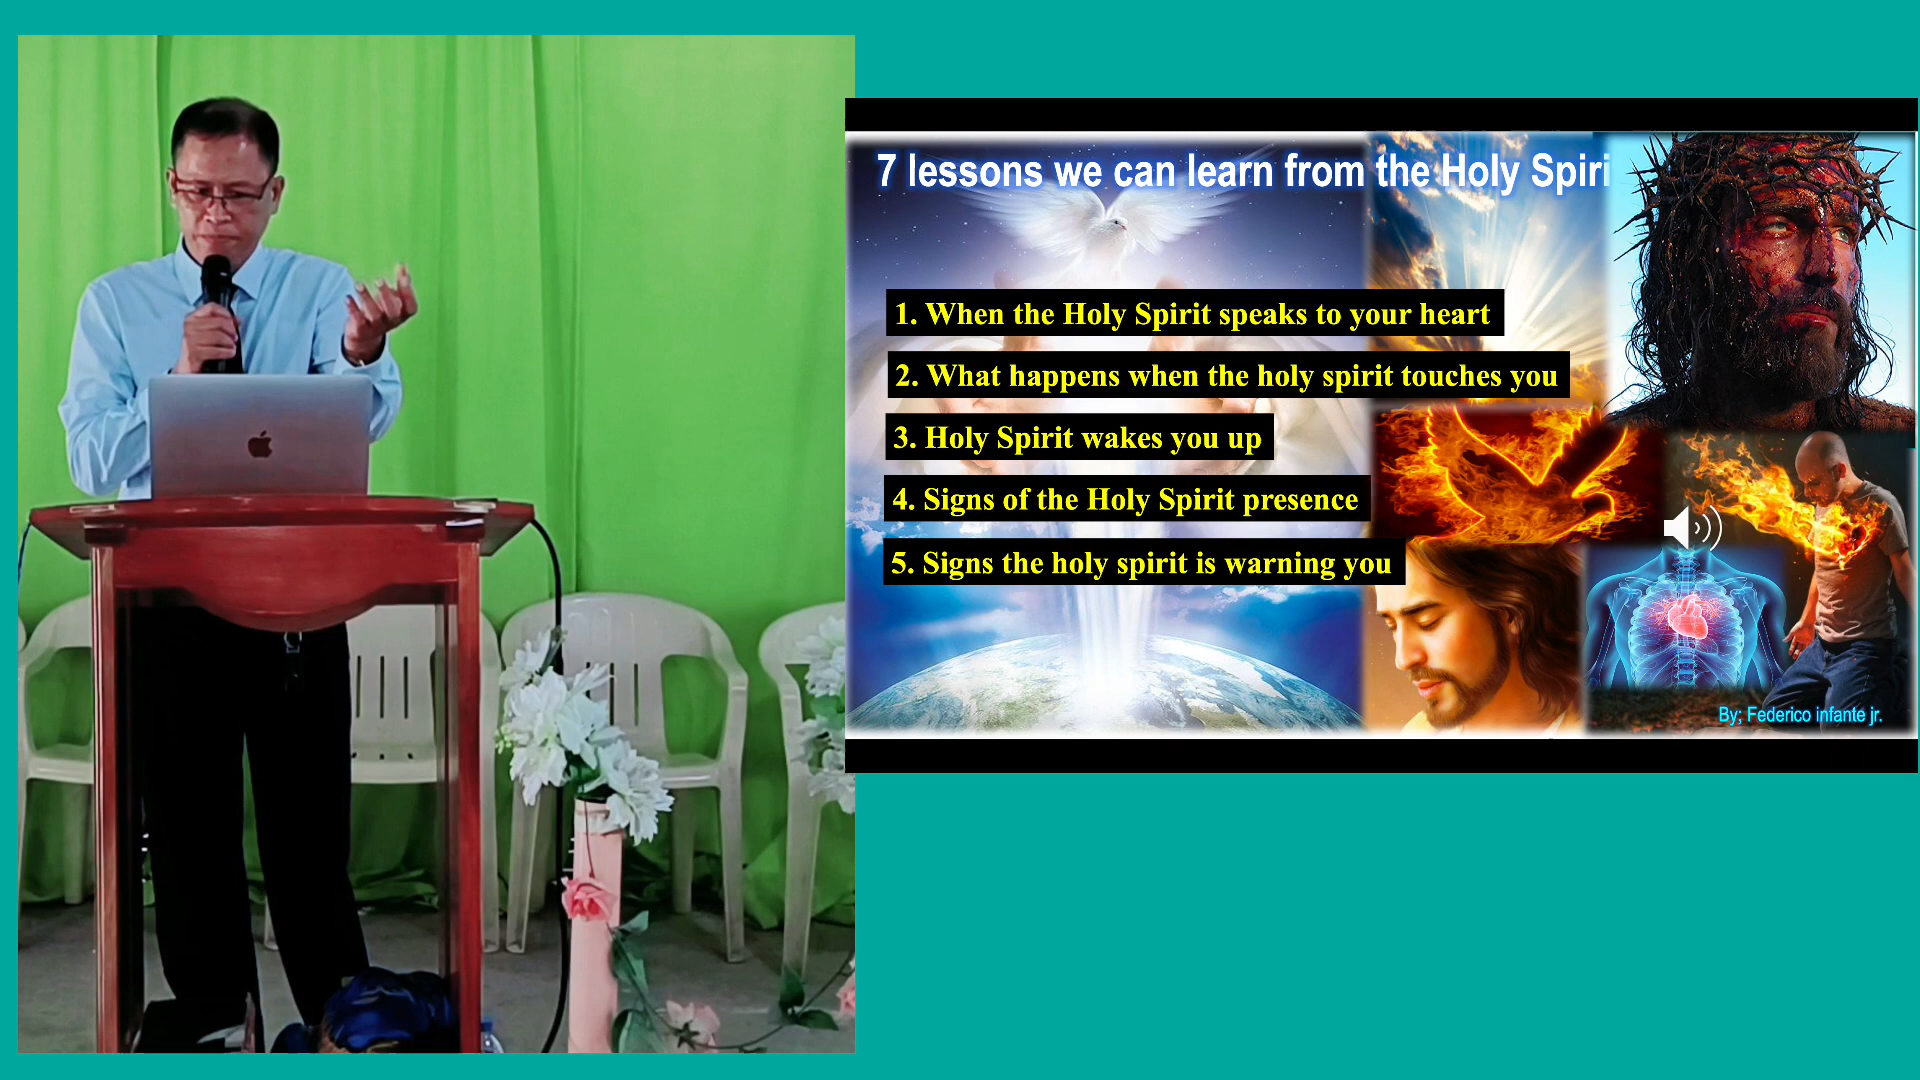 7 lessons we can learn from the Holy Spiri
1. When the Holy Spirit speaks to your heart
2. What happens when the holy spirit touches you
3. Holy Spirit wakes you up
4. Signs of the Holy Spirit presence
5. Signs the holy spirit is warning you
By; Federico infante jr.